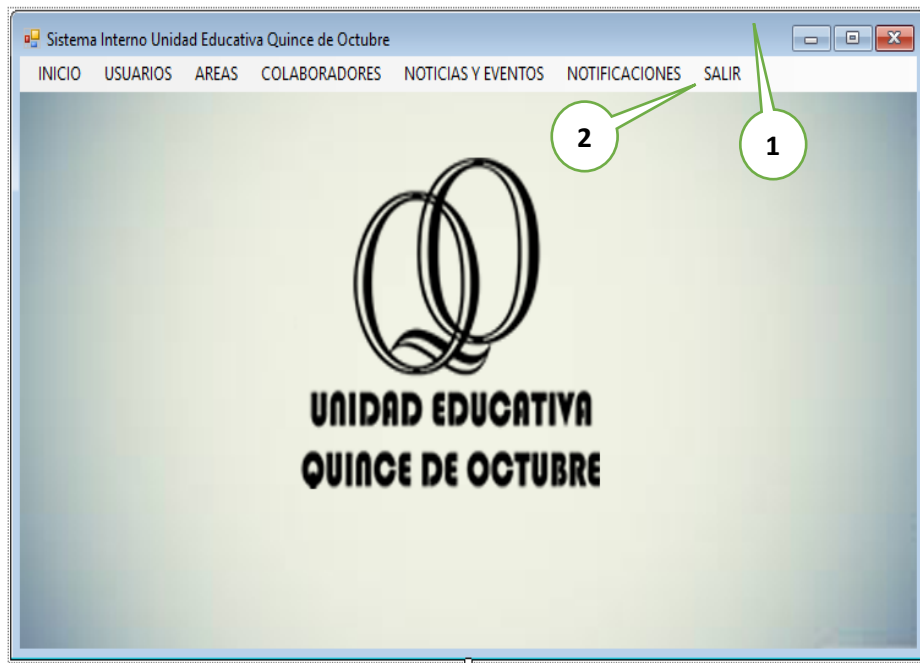 Sistema Interno Unidad Educativa Quince de Octubre
INICIO USUARIOS AREAS COLABORADORES NOTICIAS Y EVENTOS NOTIFICACIONES SALIR
2
1
QO
UNIDAD EDUCATIVA
QUINCE DE OCTUBRE